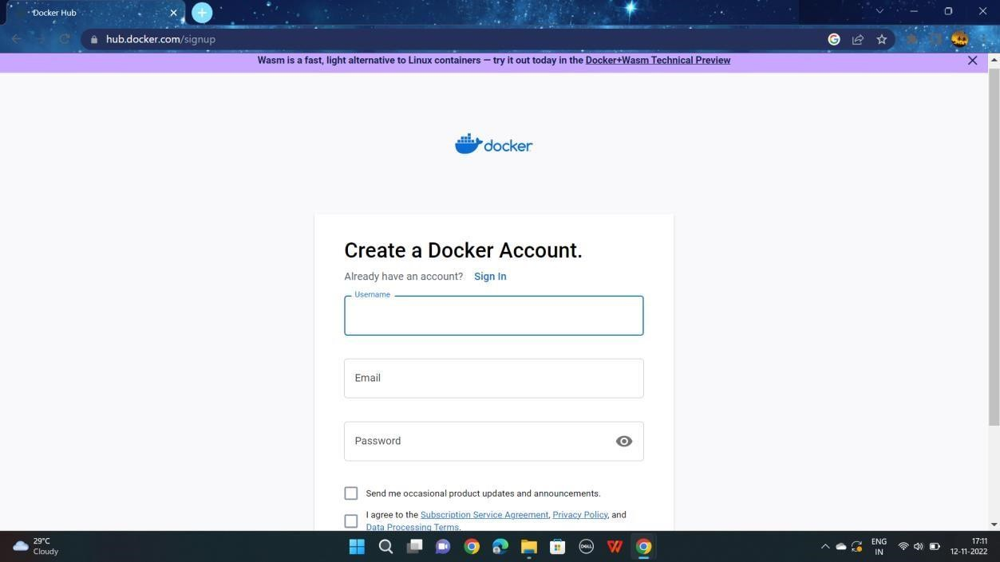 Docker Hub
hub.docker.com/signup
Wasm is a fast, light alternative to Linux containers — try it out today in the Docker+Wasm Technical Preview
docker
Create a Docker Account.
Already have an account? Sign In
Username
Email
Password
Send me occasional product updates and announcements.
I agree to the Subscription Service Agreement, Privacy Policy, and
Data Processing Terms.
29°C
Cloudy
DELL
ENG
IN
17:11
12-11-2022